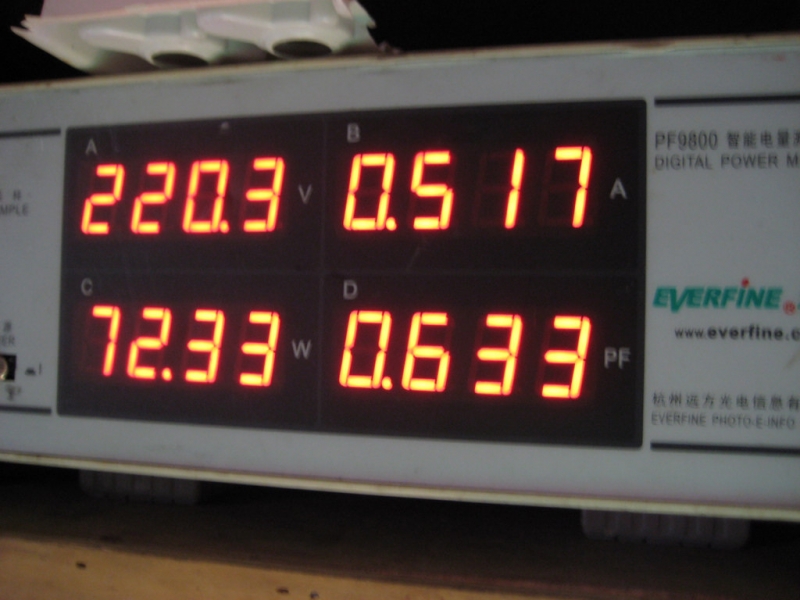 A
220.3 V
B
0.517 A
C
72.33 W
D
0.633 PF
PF9800 智能电量
DIGITAL POWER M
EVERFINE®
www.everfine.c
杭州远方光电信息有
EVERFINE PHOTO-E-INFO
MPLE